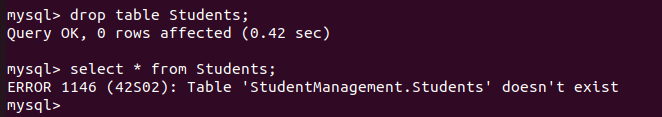 mysql> drop table Students;
Query OK, 0 rows affected (0.42 sec)
mysql> select * from Students;
ERROR 1146 (42S02): Table 'StudentManagement.Students' doesn't exist
mysql>